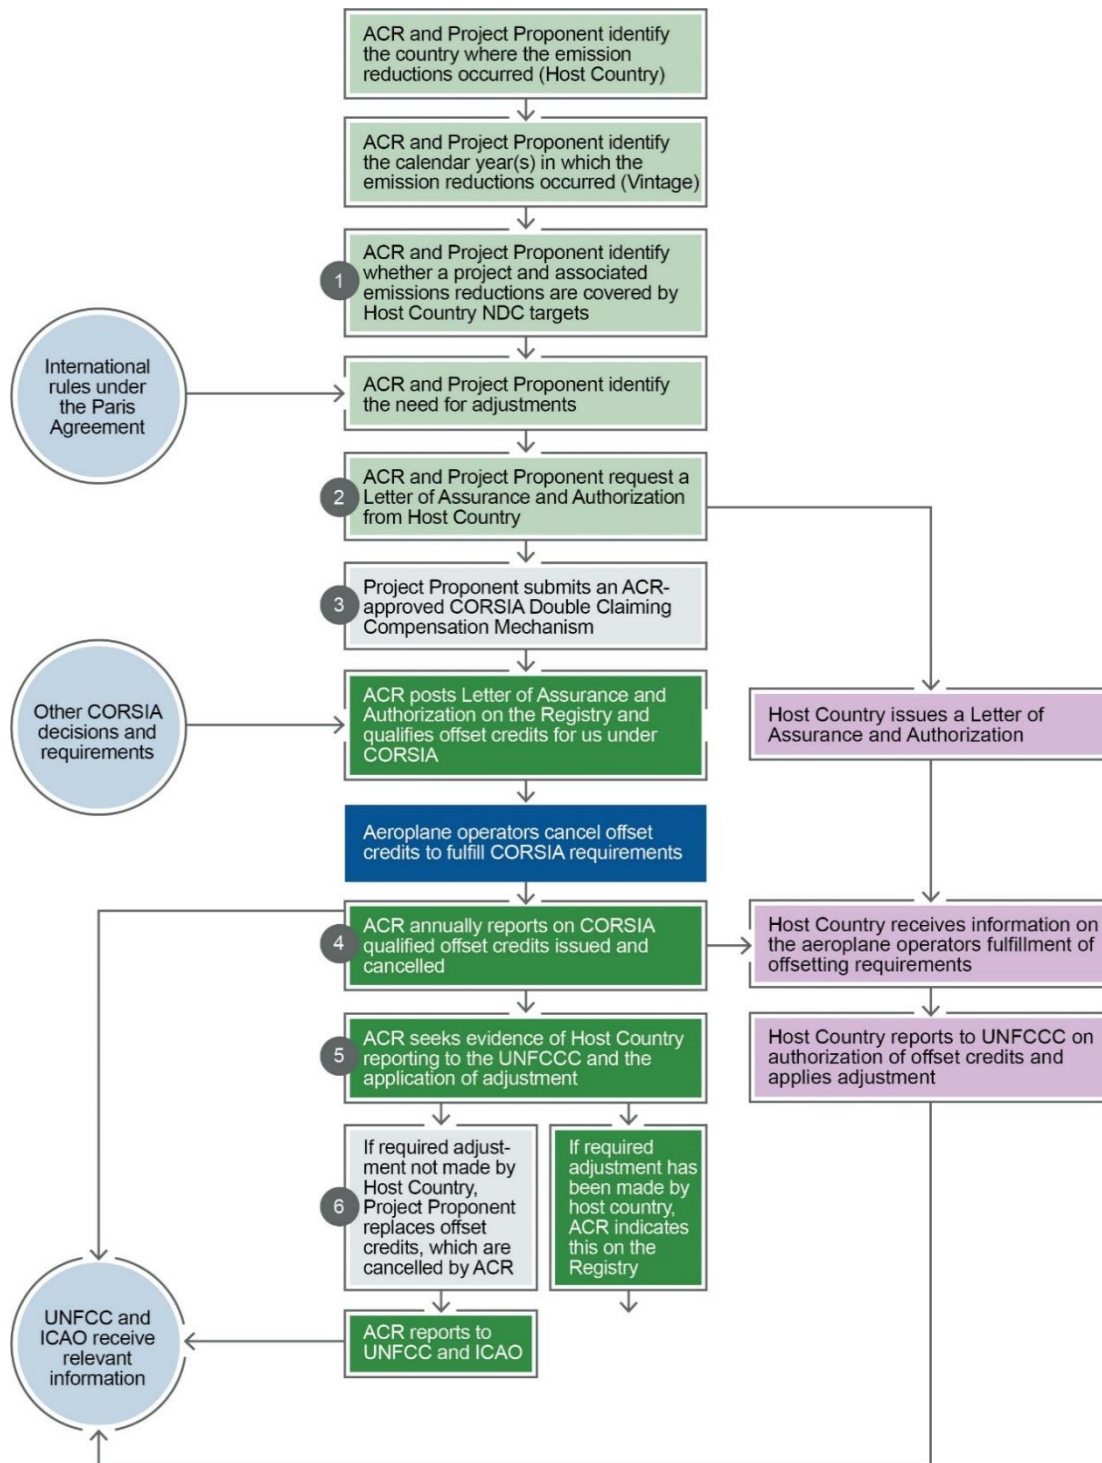 ACR and Project Proponent identify
the country where the emission
reductions occurred (Host Country)
ACR and Project Proponent identify
the calendar year(s) in which the
emission reductions occurred (Vintage)
1
ACR and Project Proponent identify
whether a project and associated
emissions reductions are covered by
Host Country NDC targets
International
rules under
the Paris
Agreement
ACR and Project Proponent identify
the need for adjustments
2
ACR and Project Proponent request a
Letter of Assurance and Authorization
from Host Country
3
Project Proponent submits an ACR-
approved CORSIA Double Claiming
Compensation Mechanism
Other CORSIA
decisions and
requirements
ACR posts Letter of Assurance and
Authorization on the Registry and
qualifies offset credits for us under
CORSIA
Host Country issues a Letter of
Assurance and Authorization
Aeroplane operators cancel offset
credits to fulfill CORSIA requirements
4
ACR annually reports on CORSIA
qualified offset credits issued and
cancelled
Host Country receives information on
the aeroplane operators fulfillment of
offsetting requirements
5
ACR seeks evidence of Host Country
reporting to the UNFCCC and the
application of adjustment
Host Country reports to UNFCCC on
authorization of offset credits and
applies adjustment
6
If required adjust-
ment not made by
Host Country,
Project Proponent
replaces offset
credits, which are
cancelled by ACR
If required
adjustment has
been made by
host country,
ACR indicates
this on the
Registry
UNFCC and
ICAO receive
relevant
information
ACR reports to
UNFCC and ICAO